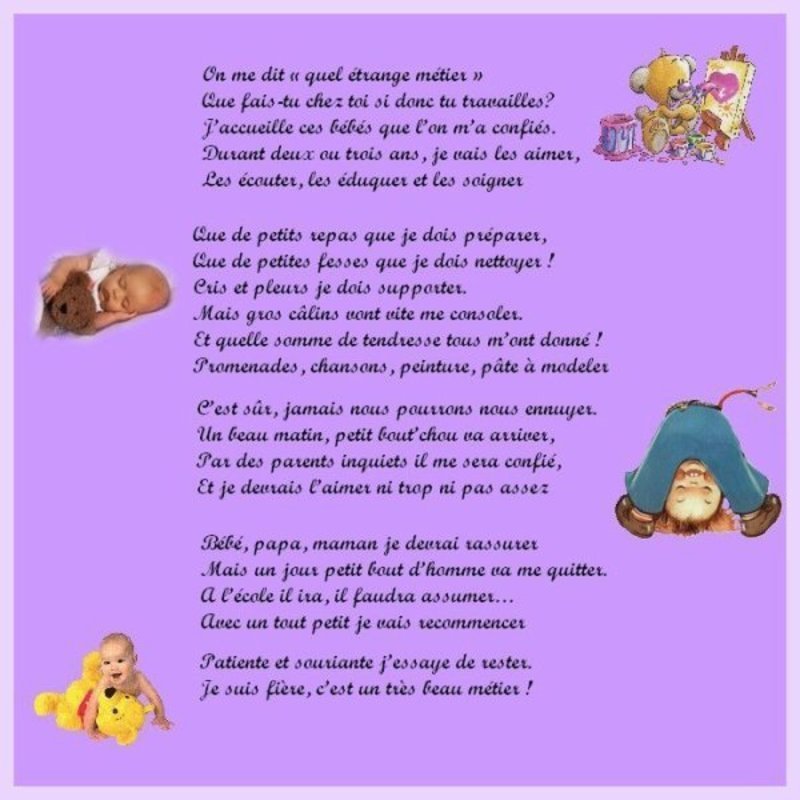 On me dit « quel étrange métier »
Que fais-tu chez toi si donc tu travailles?
J'accueille ces bébés que l'on m'a confiés.
Durant deux ou trois ans, je vais les aimer,
Les écouter, les éduquer et les soigner
Que de petits repas que je dois préparer,
Que de petites fesses que je dois nettoyer !
Cris et pleurs je dois supporter.
Mais gros câlins vont vite me consoler.
Et quelle somme de tendresse tous m'ont donné !
Promenades, chansons, peinture, pâte à modeler
C'est sûr, jamais nous pourrons nous ennuyer.
Un beau matin, petit bout'chou va arriver,
Par des parents inquiets il me sera confié,
Et je devrais l'aimer ni trop ni pas assez
Bébé, papa, maman je devrai rassurer
Mais un jour petit bout d'homme va me quitter.
A l'école il ira, il faudra assumer...
Avec un tout petit je vais recommencer
Patiente et souriante j'essaye de rester.
Je suis fière, c'est un très beau métier !